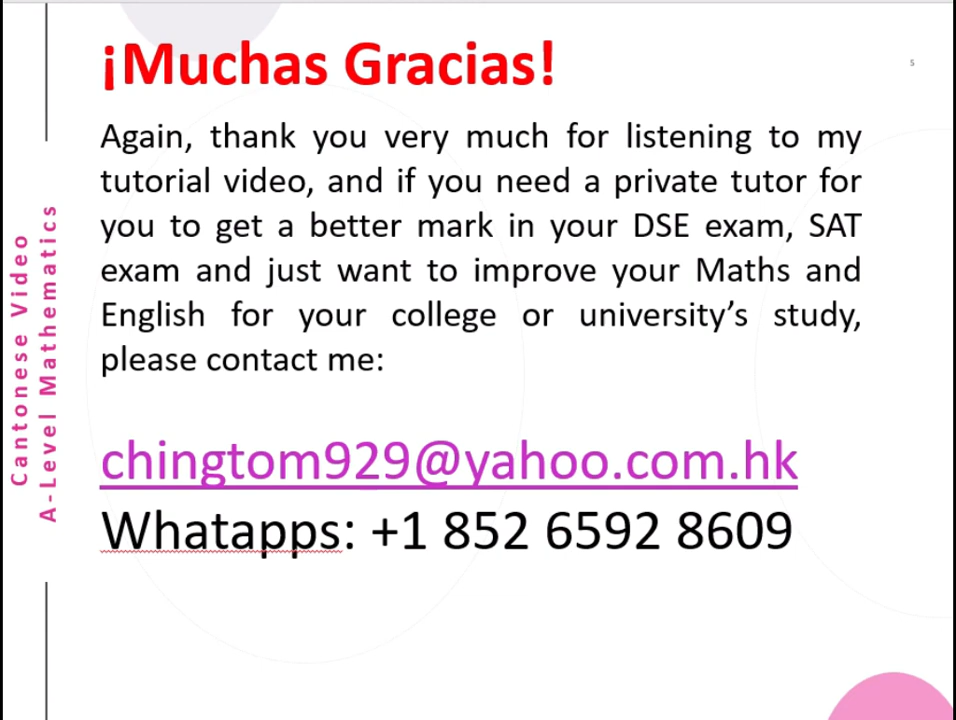 ¡Muchas Gracias!
5
Again, thank you very much for listening to my
tutorial video, and if you need a private tutor for
you to get a better mark in your DSE exam, SAT
exam and just want to improve your Maths and
English for your college or university’s study,
please contact me:
chingtom929@yahoo.com.hk
Whatapps: +1 852 6592 8609
Cantonese Video
A-Level Mathematics